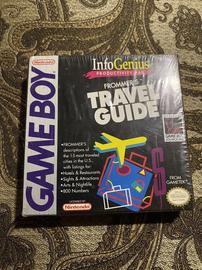 GAME BOY
Nintendo
InfoGenius
PRODUCTIVITY PAK
FROMMER'S
TRAVEL
GUIDE
•FROMMER'S
descriptions of the
15 most traveled
cities in the U.S.,
with listings for:
•Hotels & Restaurants
•Sights & Attractions
•Arts & Nightlife
•800 Numbers
FROM
GAMETEK
LICENSED BY
Nintendo